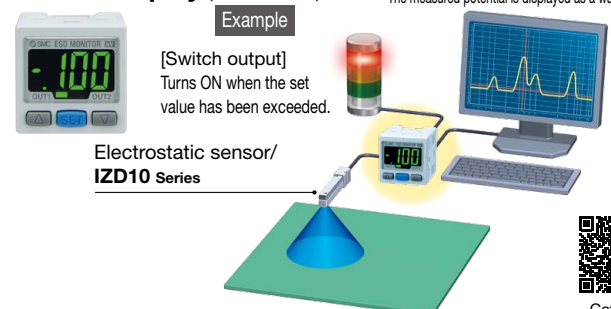 The measured potential is displayed as a
Example
SMC ESD MONITOR kV
-.100
OUT1 OUT2
SET
[Switch output]
Turns ON when the set
value has been exceeded.
-.100
Electrostatic sensor/
IZD10 Series